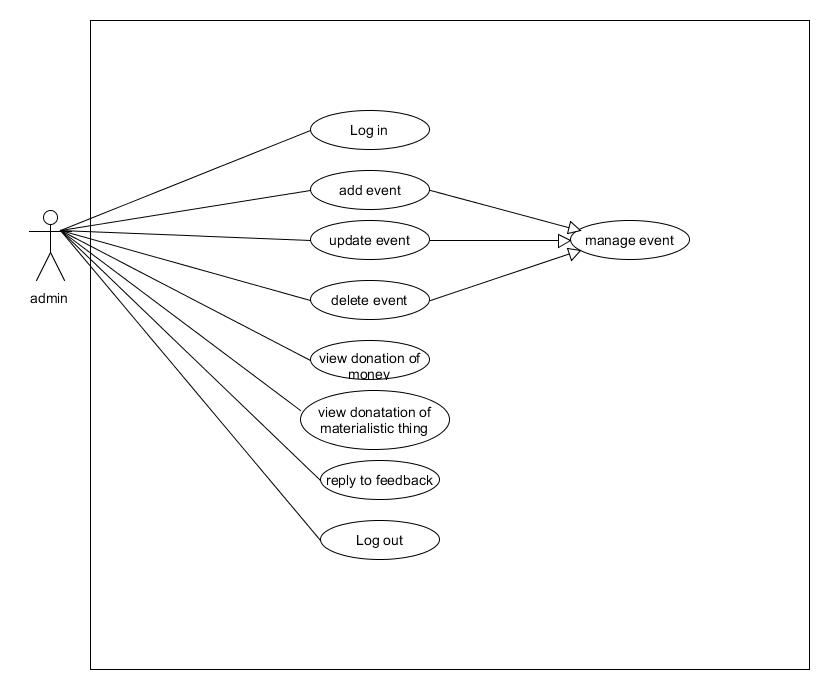 Log in
add event
admin
update event
manage event
delete event
view donation of
money
view donatation of
materialistic thing
reply to feedback
Log out